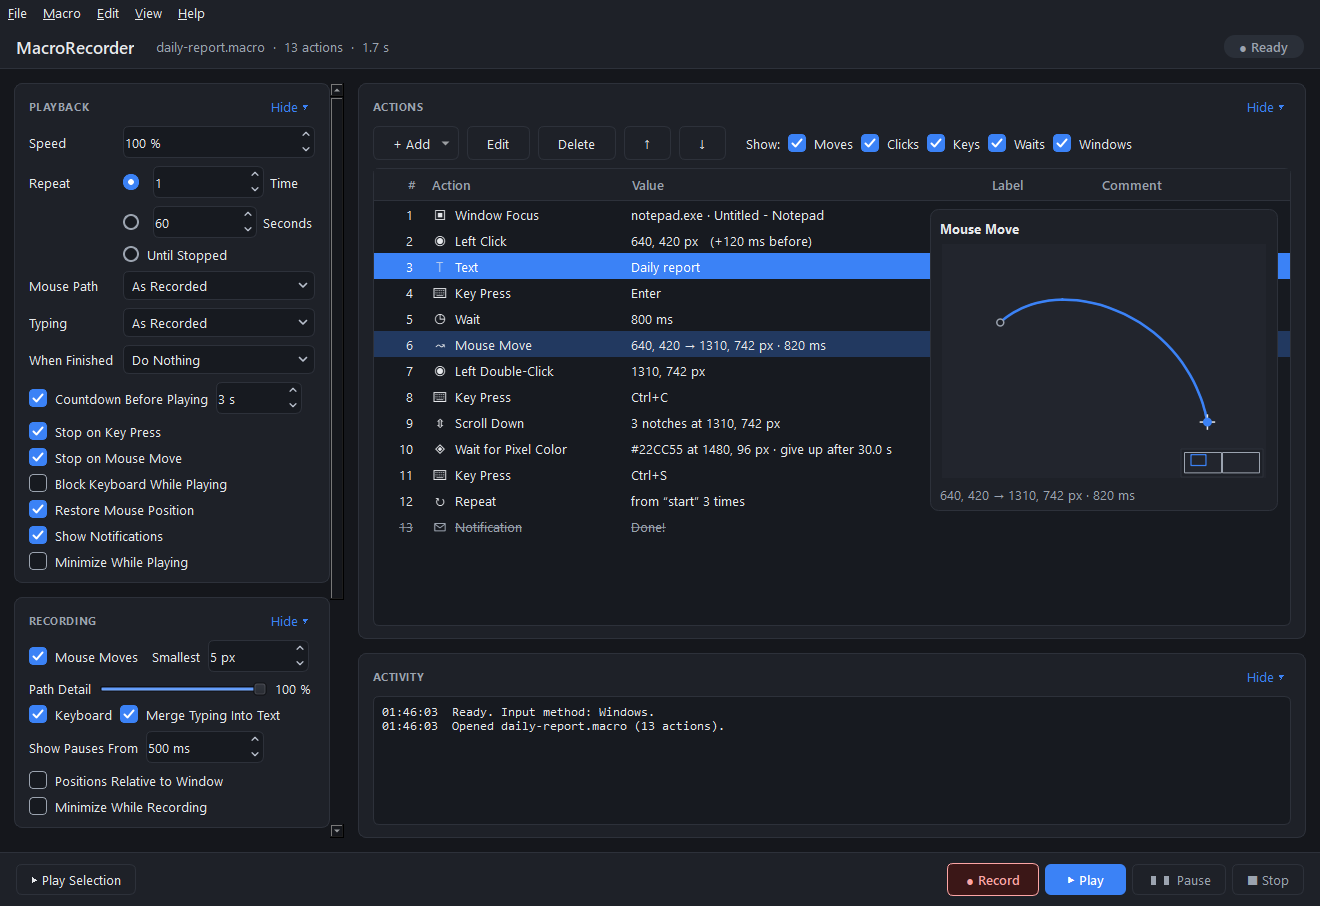 File Macro Edit View Help
MacroRecorder daily-report.macro · 13 actions · 1.7 s ● Ready
PLAYBACK Hide
Speed 100 %
Repeat 1 Time
60 Seconds
Until Stopped
Mouse Path As Recorded
Typing As Recorded
When Finished Do Nothing
Countdown Before Playing 3 s
Stop on Key Press
Stop on Mouse Move
Block Keyboard While Playing
Restore Mouse Position
Show Notifications
Minimize While Playing
RECORDING Hide
Mouse Moves Smallest 5 px
Path Detail 100 %
Keyboard Merge Typing Into Text
Show Pauses From 500 ms
Positions Relative to Window
Minimize While Recording
ACTIONS Hide
+ Add Edit Delete ↑ ↓ Show: Moves Clicks Keys Waits Windows
# Action Value Label Comment
1 Window Focus notepad.exe · Untitled - Notepad
2 Left Click 640, 420 px (+120 ms before)
3 Text Daily report
4 Key Press Enter
5 Wait 800 ms
6 Mouse Move 640, 420 → 1310, 742 px · 820 ms
7 Left Double-Click 1310, 742 px
8 Key Press Ctrl+C
9 Scroll Down 3 notches at 1310, 742 px
10 Wait for Pixel Color #22CC55 at 1480, 96 px · give up after 30.0 s
11 Key Press Ctrl+S
12 Repeat from “start” 3 times
13 Notification Done!
Mouse Move
640, 420 → 1310, 742 px · 820 ms
ACTIVITY Hide
01:46:03 Ready. Input method: Windows.
01:46:03 Opened daily-report.macro (13 actions).
Play Selection ● Record Play Pause Stop